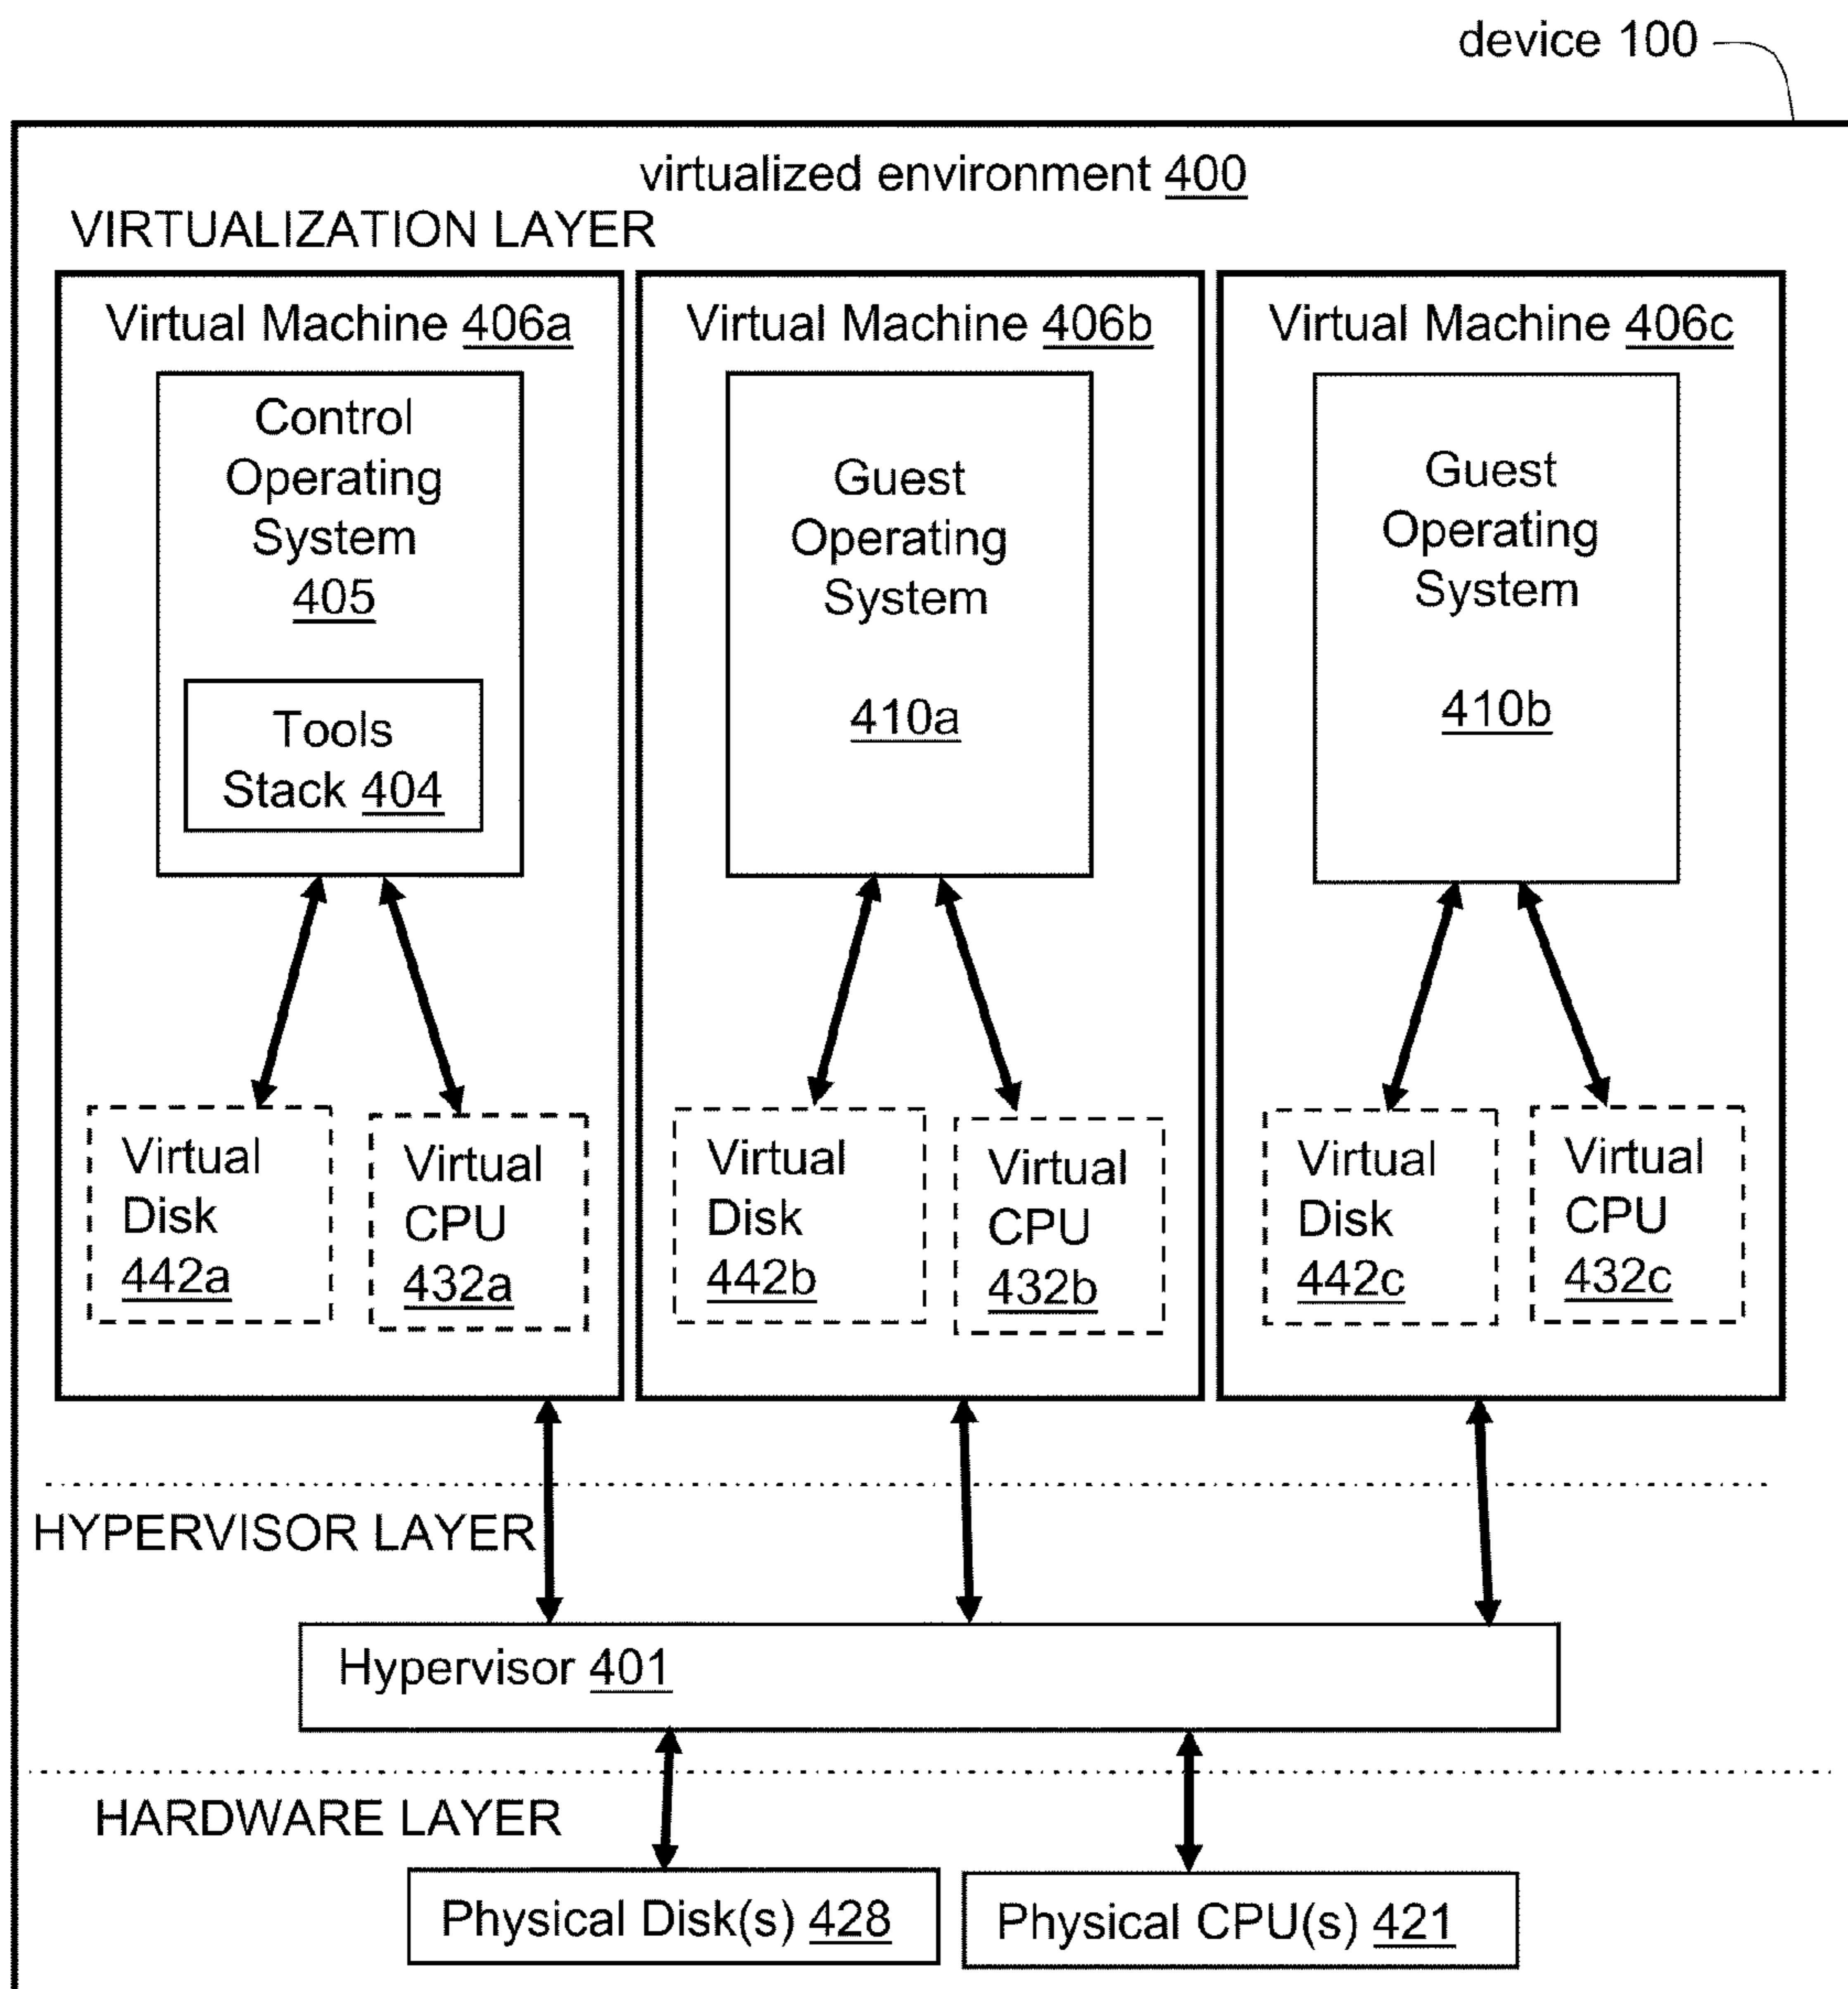 device 100
virtualized environment 400
VIRTUALIZATION LAYER
Virtual Machine 406a
Control
Operating
System
405
Tools
Stack 404
Virtual
Disk
442a
Virtual
CPU
432a
Virtual Machine 406b
Guest
Operating
System
410a
Virtual
Disk
442b
Virtual
CPU
432b
Virtual Machine 406c
Guest
Operating
System
410b
Virtual
Disk
442c
Virtual
CPU
432c
HYPERVISOR LAYER
Hypervisor 401
HARDWARE LAYER
Physical Disk(s) 428
Physical CPU(s) 421